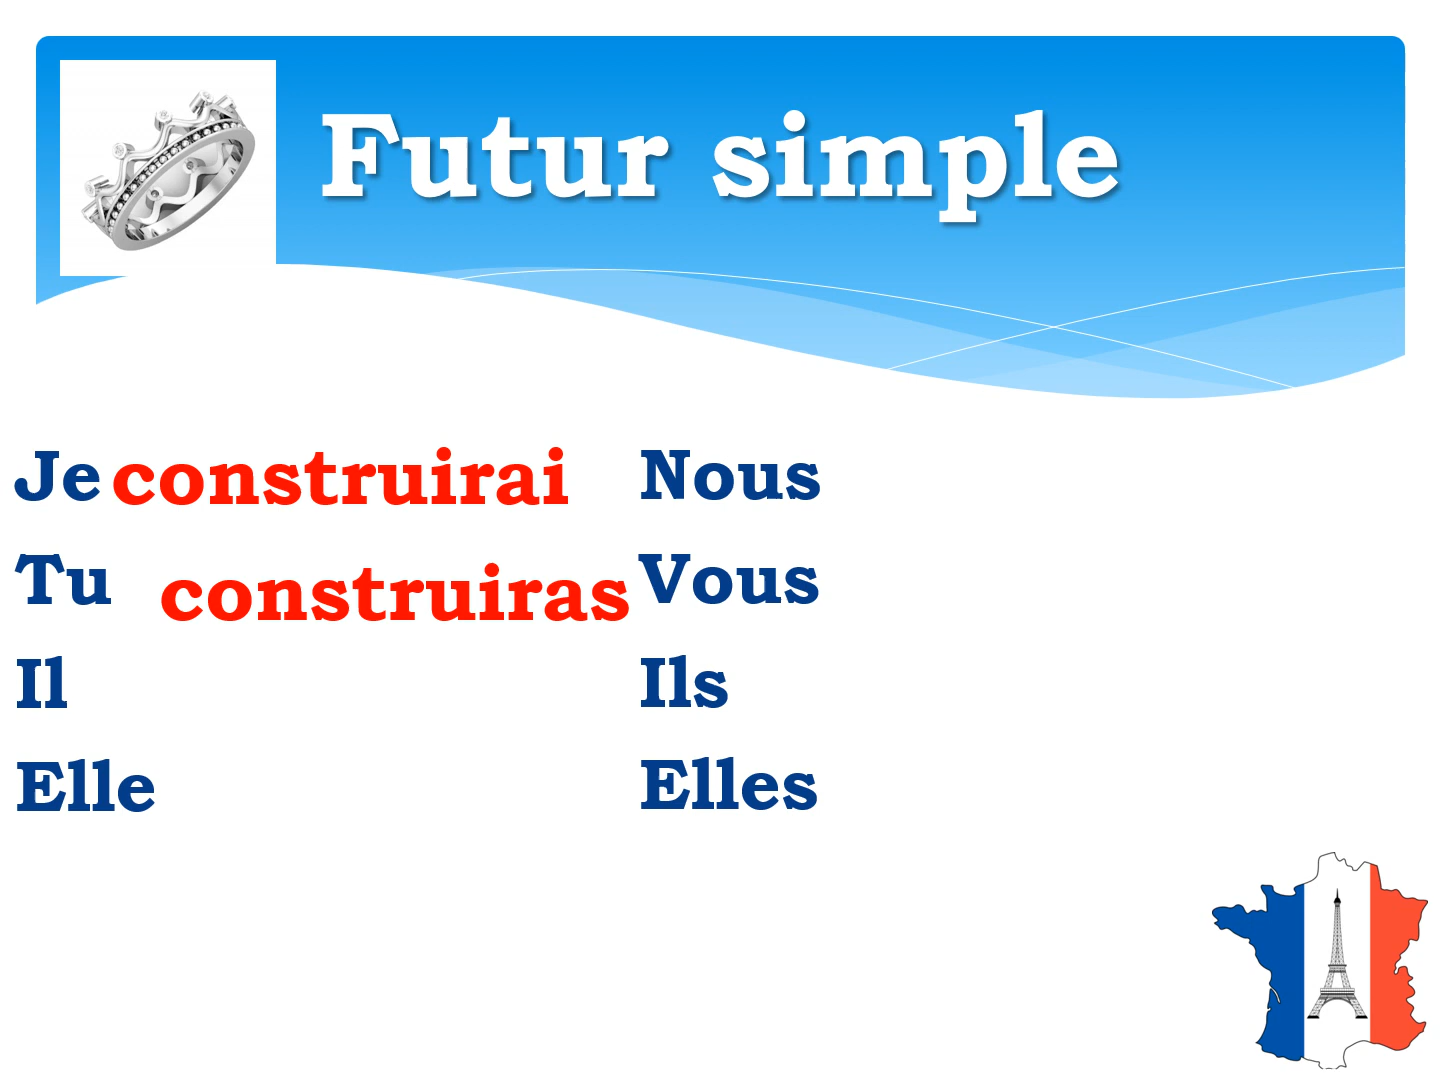 Futur simple
Je construirai
Tu construiras
Il
Elle
Nous
Vous
Ils
Elles